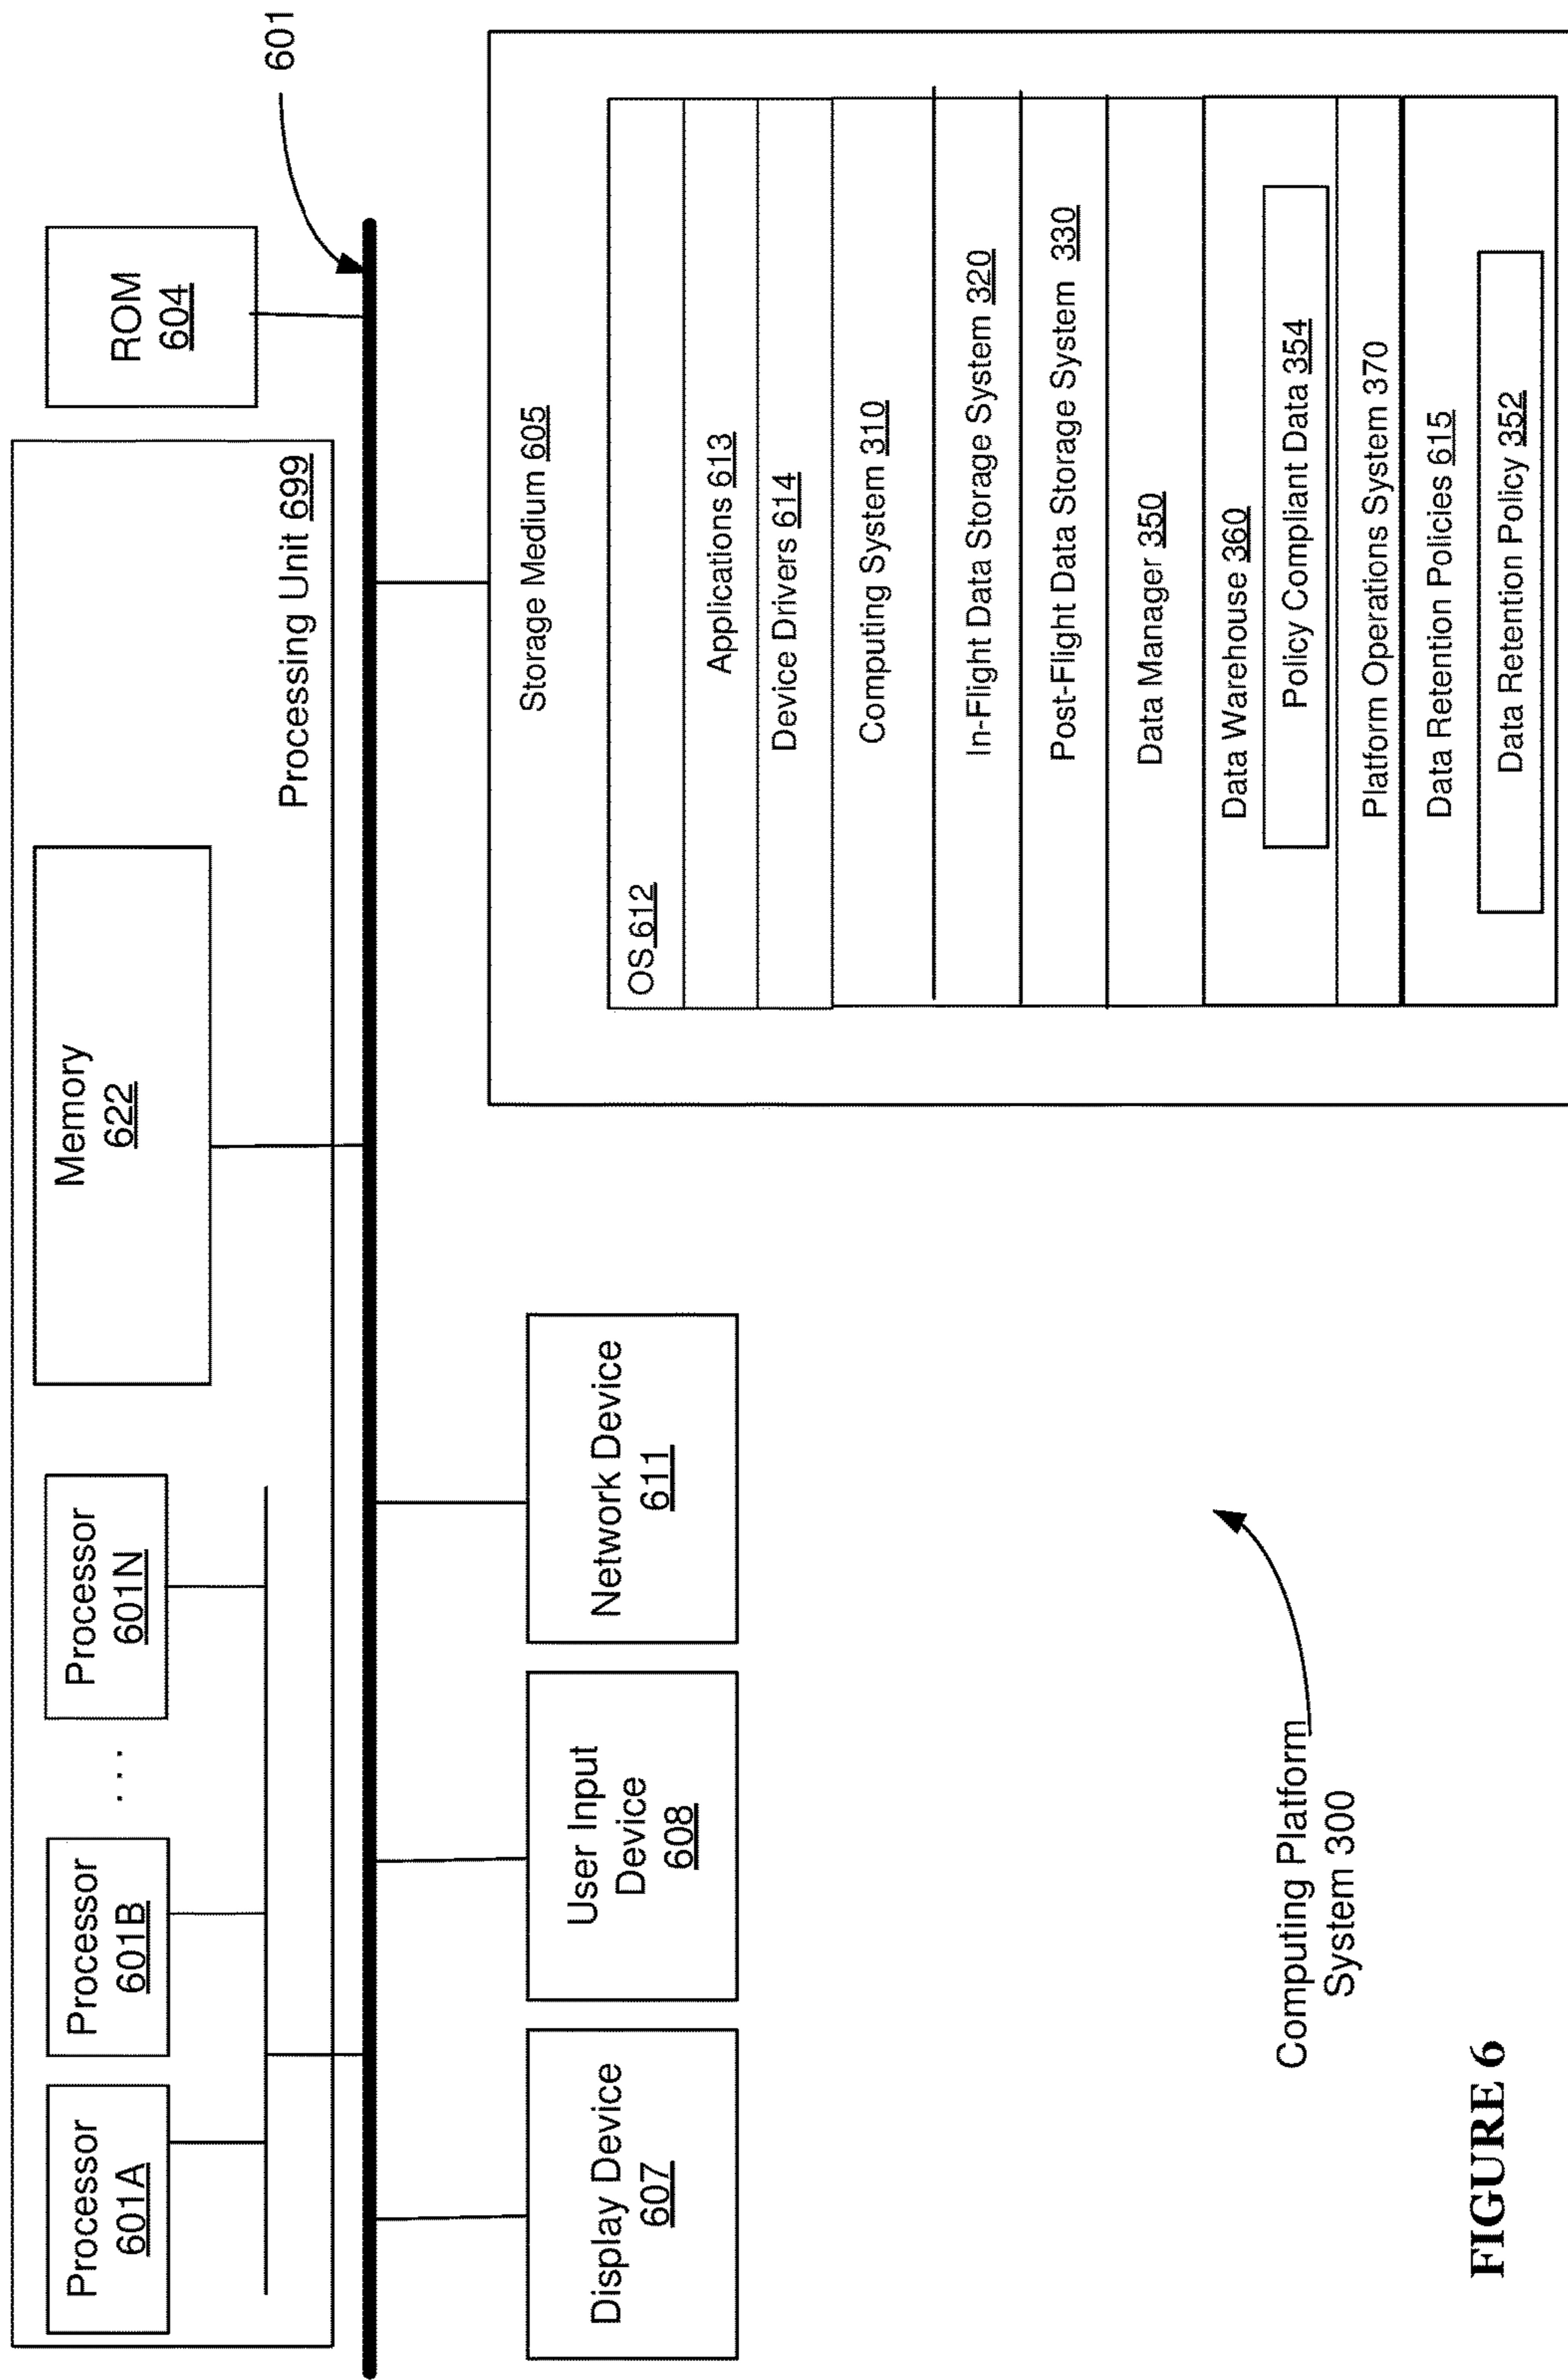 Processor
601A
Processor
601B
. . .
Processor
601N
Memory
622
Processing Unit 699
ROM
604
601
Display Device
607
User Input
Device
608
Network Device
611
Storage Medium 605
OS 612
Applications 613
Device Drivers 614
Computing System 310
In-Flight Data Storage System 320
Post-Flight Data Storage System 330
Data Manager 350
Data Warehouse 360
Policy Compliant Data 354
Platform Operations System 370
Data Retention Policies 615
Data Retention Policy 352
Computing Platform
System 300
FIGURE 6